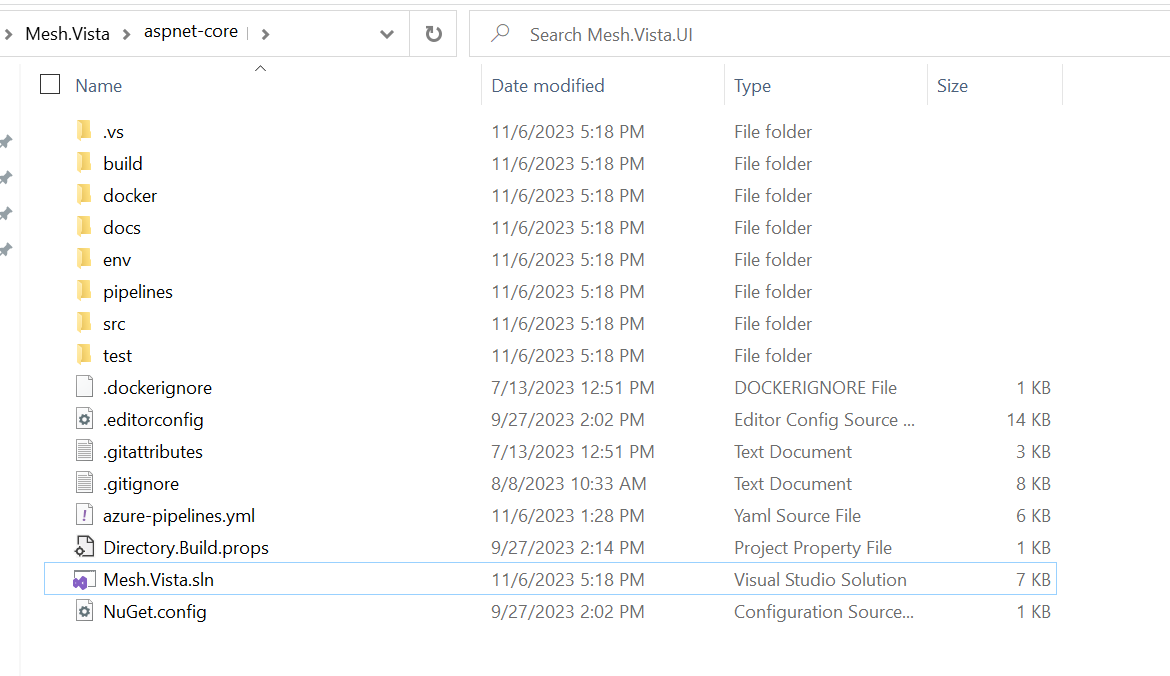 Mesh.Vista aspnet-core Search Mesh.Vista.UI
Name Date modified Type Size
.vs 11/6/2023 5:18 PM File folder
build 11/6/2023 5:18 PM File folder
docker 11/6/2023 5:18 PM File folder
docs 11/6/2023 5:18 PM File folder
env 11/6/2023 5:18 PM File folder
pipelines 11/6/2023 5:18 PM File folder
src 11/6/2023 5:18 PM File folder
test 11/6/2023 5:18 PM File folder
.dockerignore 7/13/2023 12:51 PM DOCKERIGNORE File 1 KB
.editorconfig 9/27/2023 2:02 PM Editor Config Source ... 14 KB
.gitattributes 7/13/2023 12:51 PM Text Document 3 KB
.gitignore 8/8/2023 10:33 AM Text Document 8 KB
azure-pipelines.yml 11/6/2023 1:28 PM Yaml Source File 6 KB
Directory.Build.props 9/27/2023 2:14 PM Project Property File 1 KB
Mesh.Vista.sln 11/6/2023 5:18 PM Visual Studio Solution 7 KB
NuGet.config 9/27/2023 2:02 PM Configuration Source... 1 KB